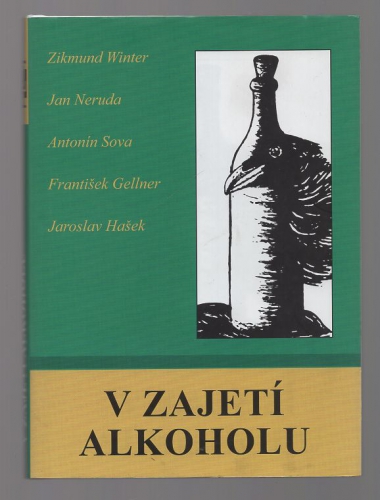 Zikmund Winter
Jan Neruda
Antonín Sova
František Gellner
Jaroslav Hašek
V ZAJETÍ
ALKOHOLU